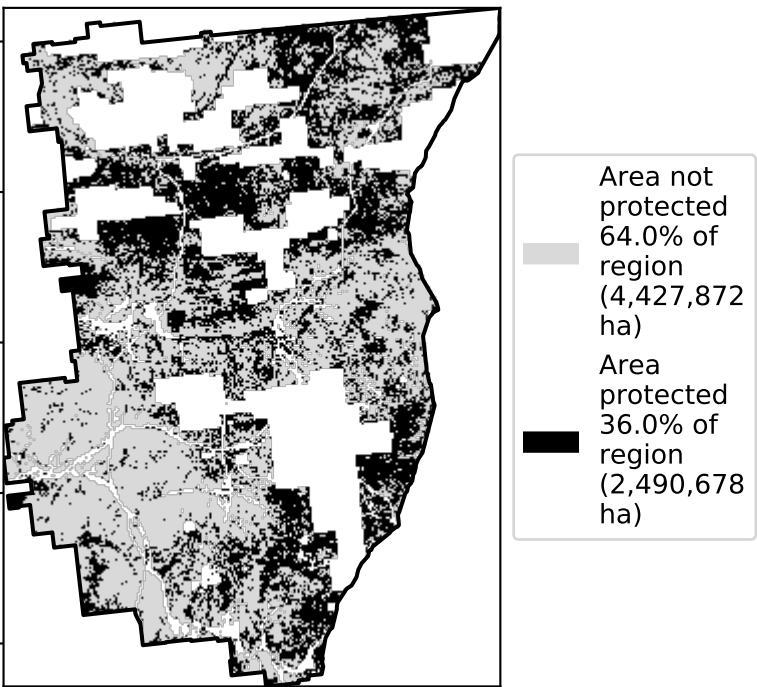 Area not
protected
64.0% of
region
(4,427,872
ha)
Area
protected
36.0% of
region
(2,490,678
ha)